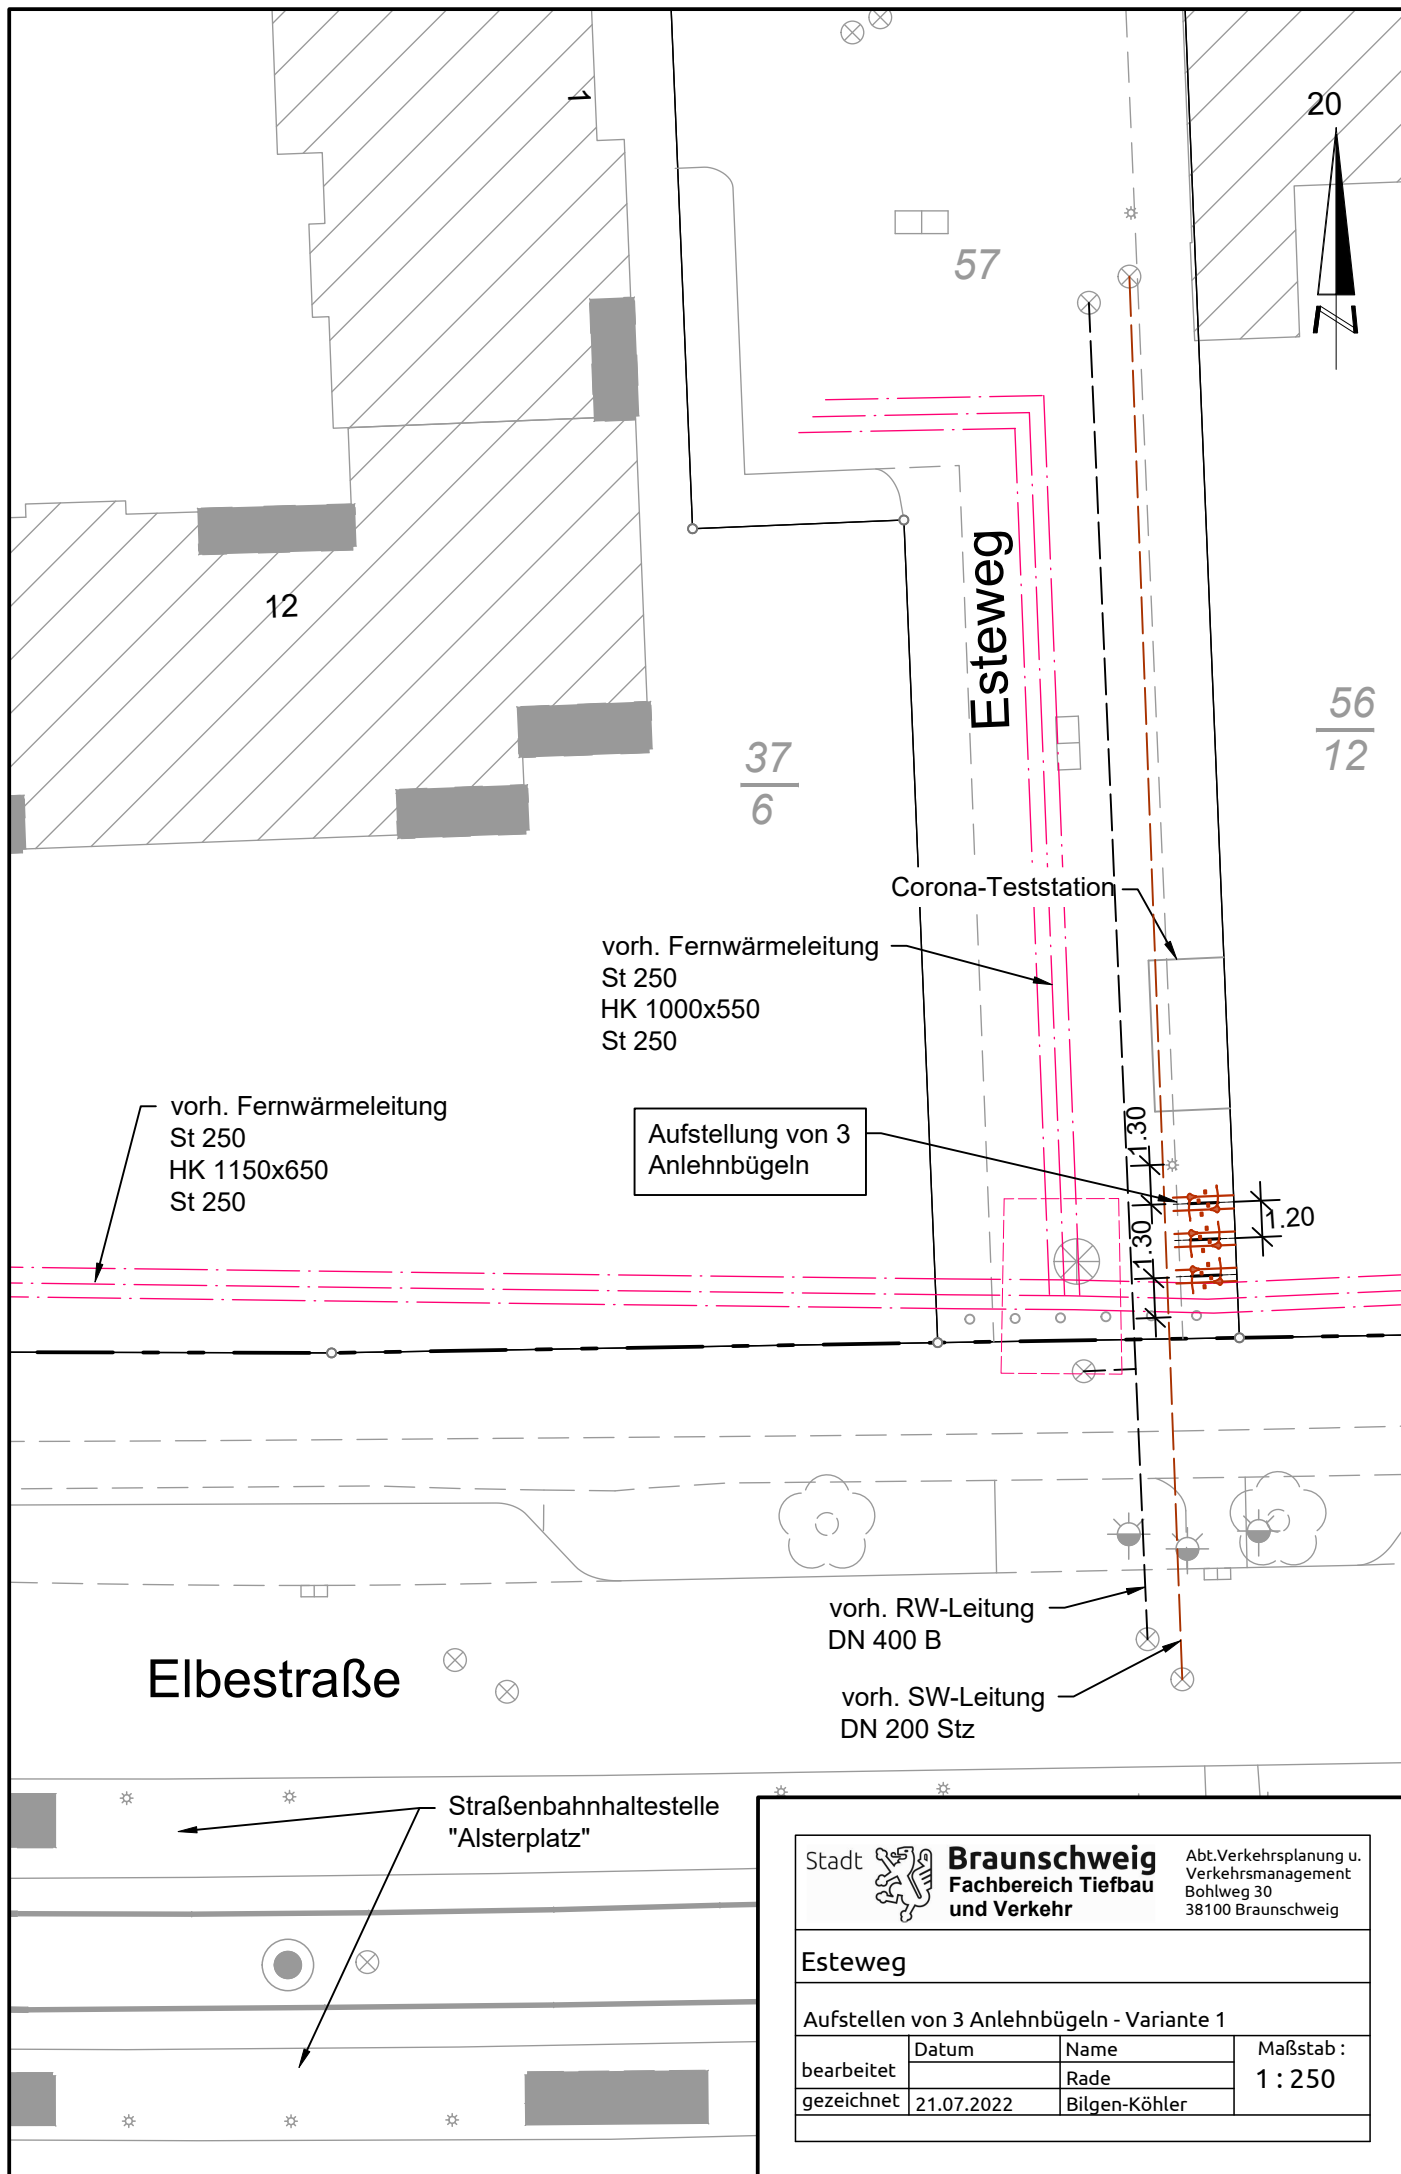 1
20
57
12
Esteweg
56
12
37
6
Corona-Teststation
vorh. Fernwärmeleitung
St 250
HK 1000x550
St 250
vorh. Fernwärmeleitung
St 250
HK 1150x650
St 250
Aufstellung von 3
Anlehnbügeln
1.30
1.20
1.30
vorh. RW-Leitung
DN 400 B
Elbestraße
vorh. SW-Leitung
DN 200 Stz
Straßenbahnhaltestelle
"Alsterplatz"
Stadt
Braunschweig
Fachbereich Tiefbau
und Verkehr
Abt.Verkehrsplanung u.
Verkehrsmanagement
Bohlweg 30
38100 Braunschweig
Esteweg
Aufstellen von 3 Anlehnbügeln - Variante 1
Datum
Name
Maßstab :
bearbeitet
Rade
1 : 250
gezeichnet
21.07.2022
Bilgen-Köhler
N